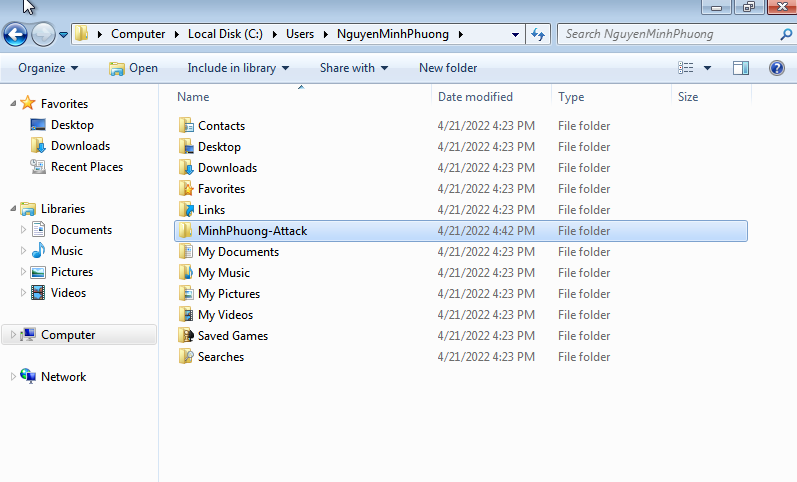 Computer Local Disk (C:) Users NguyenMinhPhuong Search NguyenMinhPhuong
Organize Open Include in library Share with New folder
Favorites
Desktop
Downloads
Recent Places
Libraries
Documents
Music
Pictures
Videos
Computer
Network
Name Date modified Type Size
Contacts 4/21/2022 4:23 PM File folder
Desktop 4/21/2022 4:23 PM File folder
Downloads 4/21/2022 4:23 PM File folder
Favorites 4/21/2022 4:23 PM File folder
Links 4/21/2022 4:23 PM File folder
MinhPhuong-Attack 4/21/2022 4:42 PM File folder
My Documents 4/21/2022 4:23 PM File folder
My Music 4/21/2022 4:23 PM File folder
My Pictures 4/21/2022 4:23 PM File folder
My Videos 4/21/2022 4:23 PM File folder
Saved Games 4/21/2022 4:23 PM File folder
Searches 4/21/2022 4:23 PM File folder